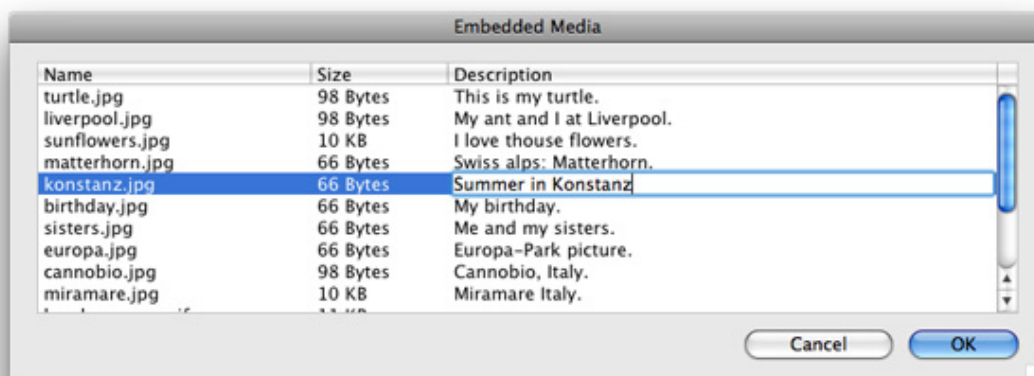 Embedded Media
Name Size Description
turtle.jpg 98 Bytes This is my turtle.
liverpool.jpg 98 Bytes My ant and I at Liverpool.
sunflowers.jpg 10 KB I love thouse flowers.
matterhorn.jpg 66 Bytes Swiss alps: Matterhorn.
konstanz.jpg 66 Bytes Summer in Konstanz
birthday.jpg 66 Bytes My birthday.
sisters.jpg 66 Bytes Me and my sisters.
europa.jpg 66 Bytes Europa-Park picture.
cannobio.jpg 98 Bytes Cannobio, Italy.
miramare.jpg 10 KB Miramare Italy.
Cancel OK